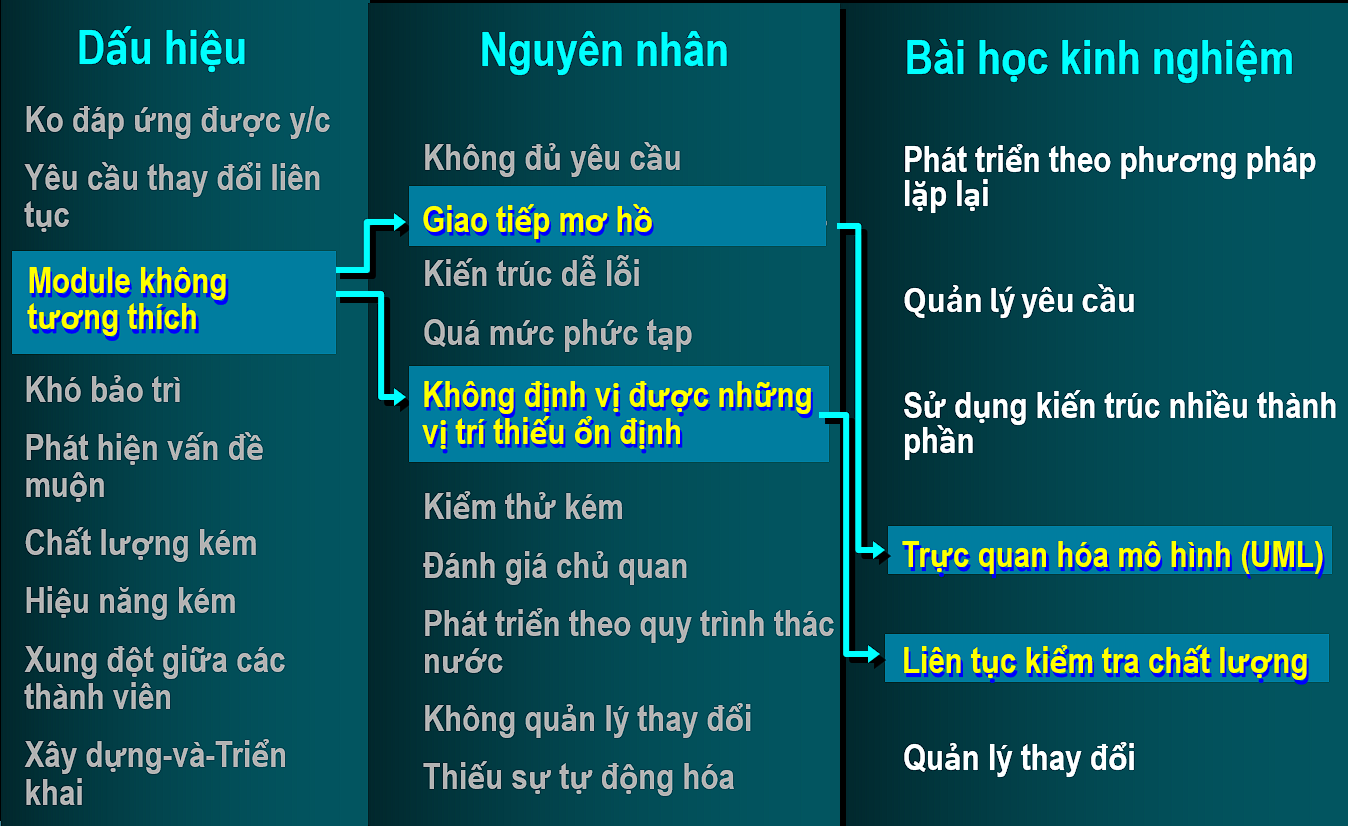 Dấu hiệu
Ko đáp ứng được y/c
Yêu cầu thay đổi liên
tục
Module không
tương thích
Khó bảo trì
Phát hiện vấn đề
muộn
Chất lượng kém
Hiệu năng kém
Xung đột giữa các
thành viên
Xây dựng-và-Triển
khai
Nguyên nhân
Không đủ yêu cầu
Giao tiếp mơ hồ
Kiến trúc dễ lỗi
Quá mức phức tạp
Không định vị được những
vị trí thiếu ổn định
Kiểm thử kém
Đánh giá chủ quan
Phát triển theo quy trình thác
nước
Không quản lý thay đổi
Thiếu sự tự động hóa
Bài học kinh nghiệm
Phát triển theo phương pháp
lặp lại
Quản lý yêu cầu
Sử dụng kiến trúc nhiều thành
phần
Trực quan hóa mô hình (UML)
Liên tục kiểm tra chất lượng
Quản lý thay đổi